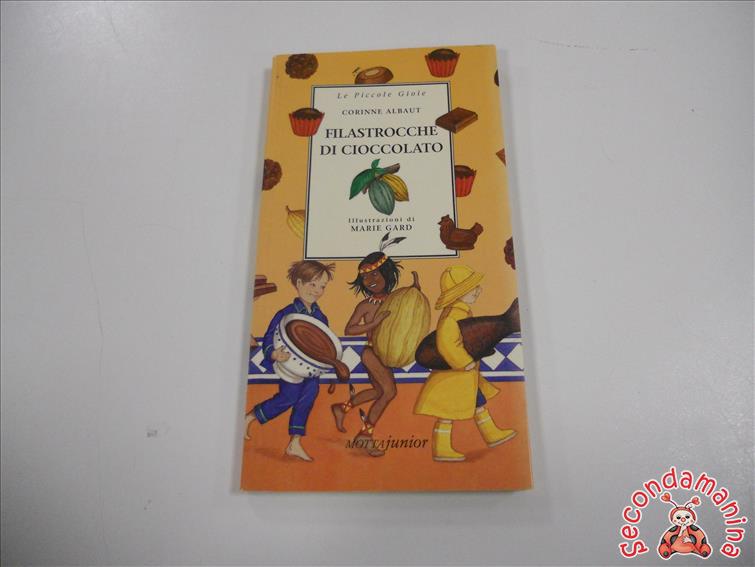 Le Piccole Gioie
CORINNE ALBAUT
FILASTROCCHE
DI CIOCCOLATO
Illustrazioni di
MARIE GARD
MOTTAjunior
Secondamanina